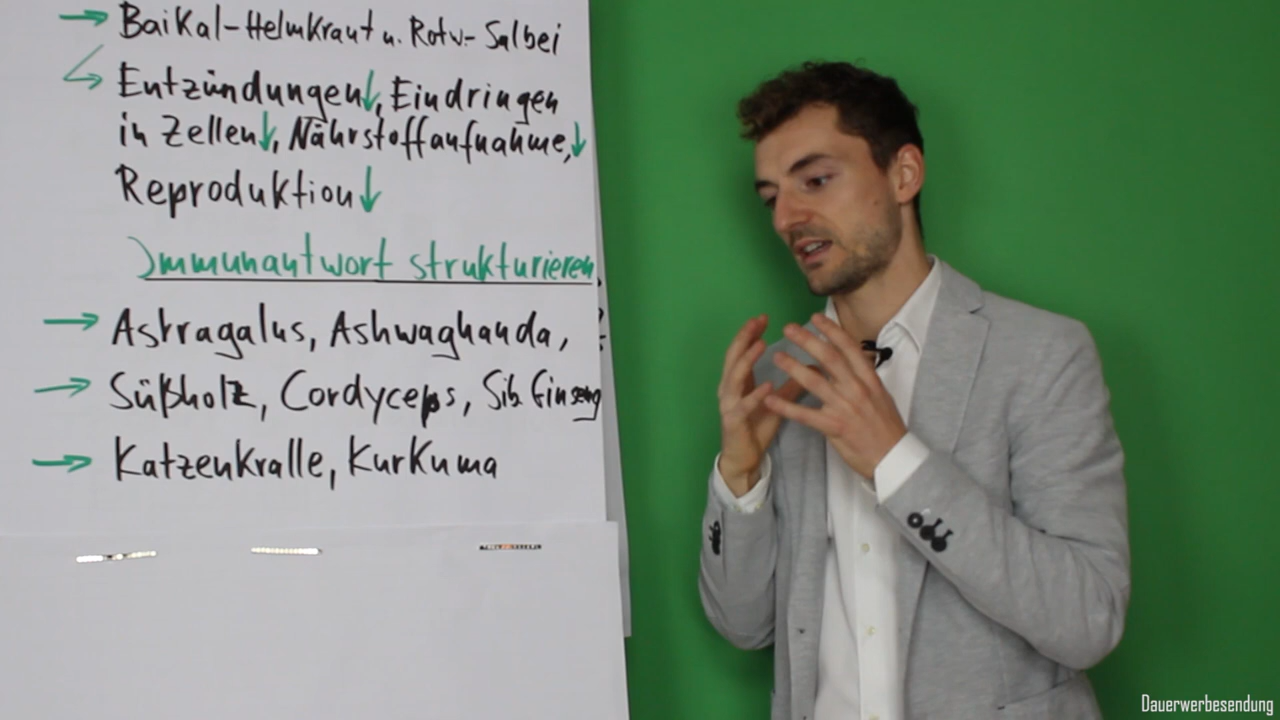 → Baikal-Helmkraut u. Rotw.-Salbei
↳ Entzündungen↓, Eindringen
in Zellen↓, Nährstoffaufnahme,↓
Reproduktion↓
Immunantwort strukturieren
→ Astragalus, Ashwaghanda,
→ Süßholz, Cordyceps, Sib. Ginseng
→ Katzenkralle, Kurkuma
Dauerwerbesendung